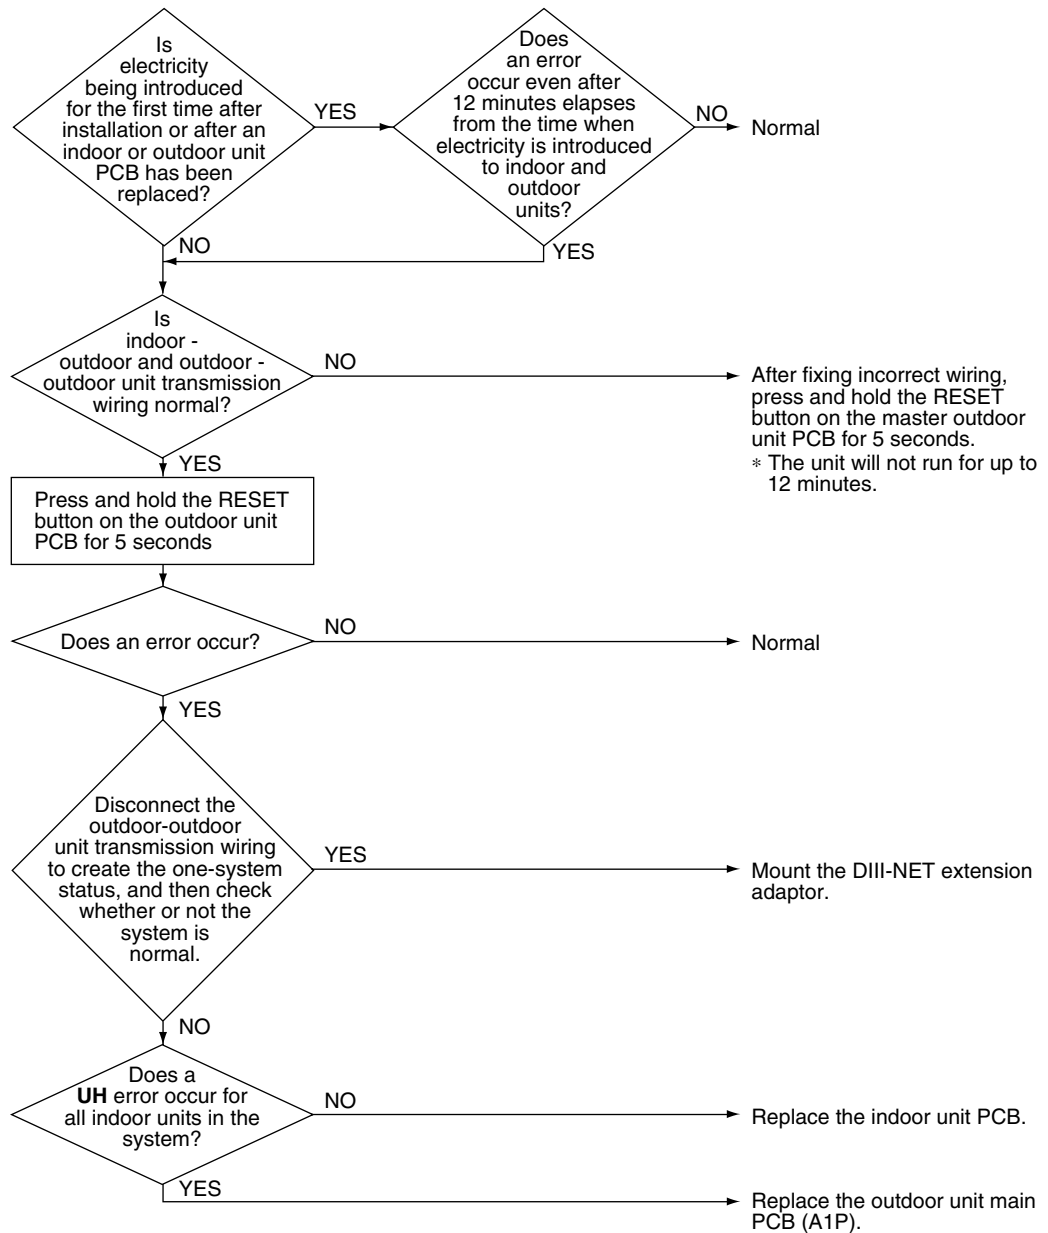 Is
electricity
being introduced
for the first time after
installation or after an
indoor or outdoor unit
PCB has been
replaced?
YES
Does
an error
occur even after
12 minutes elapses
from the time when
electricity is introduced
to indoor and
outdoor
units?
NO
Normal
NO
YES
Is
indoor -
outdoor and outdoor -
outdoor unit transmission
wiring normal?
NO
After fixing incorrect wiring,
press and hold the RESET
button on the master outdoor
unit PCB for 5 seconds.
* The unit will not run for up to
12 minutes.
YES
Press and hold the RESET
button on the outdoor unit
PCB for 5 seconds
Does an error occur?
NO
Normal
YES
Disconnect the
outdoor-outdoor
unit transmission wiring
to create the one-system
status, and then check
whether or not the
system is
normal.
YES
Mount the DIII-NET extension
adaptor.
NO
Does a
UH error occur for
all indoor units in the
system?
NO
Replace the indoor unit PCB.
YES
Replace the outdoor unit main
PCB (A1P).